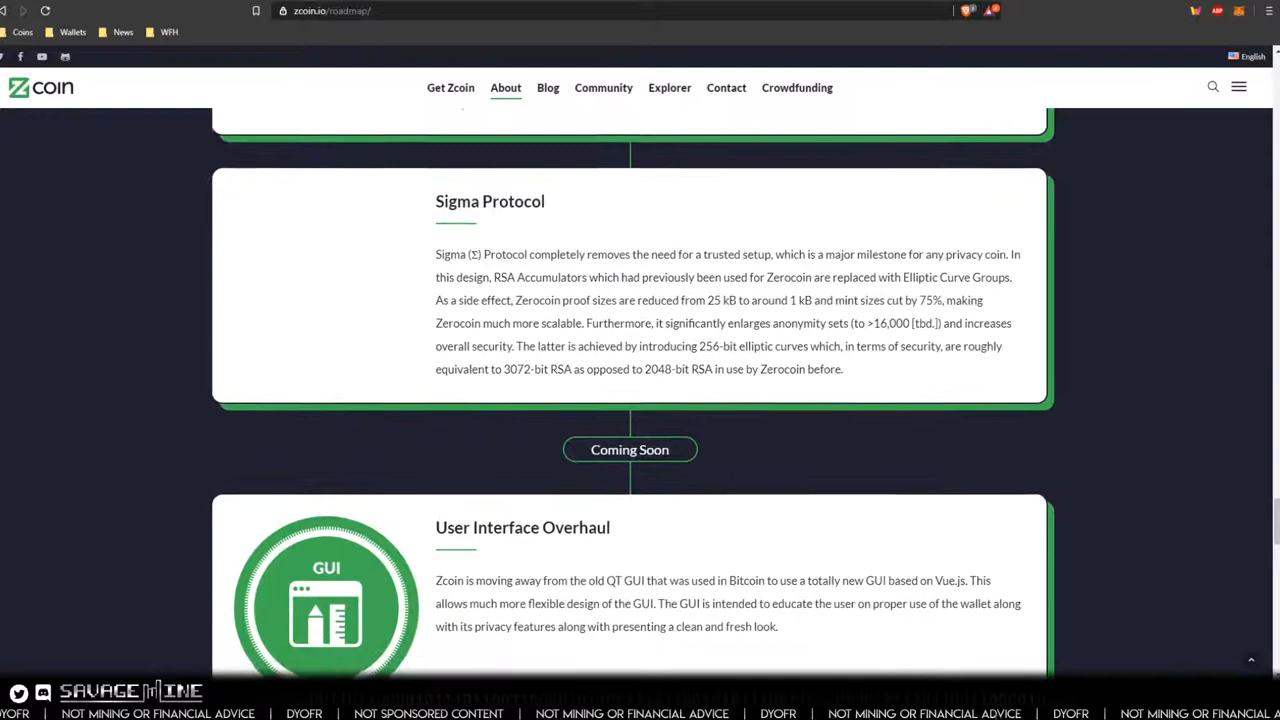 zcoin.io/roadmap/
Coins Wallets News WFH
English
Zcoin
Get Zcoin About Blog Community Explorer Contact Crowdfunding
Sigma Protocol
Sigma (Σ) Protocol completely removes the need for a trusted setup, which is a major milestone for any privacy coin. In
this design, RSA Accumulators which had previously been used for Zerocoin are replaced with Elliptic Curve Groups.
As a side effect, Zerocoin proof sizes are reduced from 25 kB to around 1 kB and mint sizes cut by 75%, making
Zerocoin much more scalable. Furthermore, it significantly enlarges anonymity sets (to >16,000 [tbd.]) and increases
overall security. The latter is achieved by introducing 256-bit elliptic curves which, in terms of security, are roughly
equivalent to 3072-bit RSA as opposed to 2048-bit RSA in use by Zerocoin before.
Coming Soon
User Interface Overhaul
GUI
Zcoin is moving away from the old QT GUI that was used in Bitcoin to use a totally new GUI based on Vue.js. This
allows much more flexible design of the GUI. The GUI is intended to educate the user on proper use of the wallet along
with its privacy features along with presenting a clean and fresh look.
SAVAGEMINE
DYOFR | NOT MINING OR FINANCIAL ADVICE | DYOFR | NOT SPONSORED CONTENT | NOT MINING OR FINANCIAL ADVICE | DYOFR | NOT MINING OR FINANCIAL ADVICE | DYOFR | NOT MINING OR FINANCIAL A